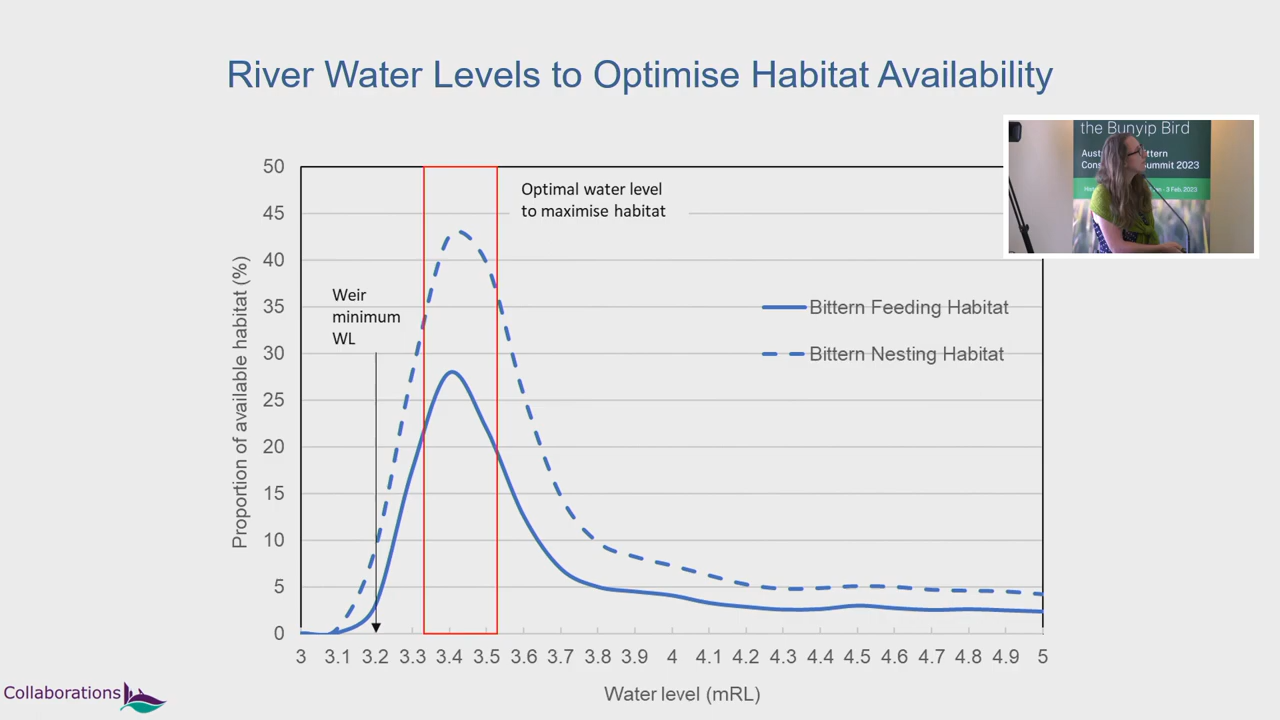 River Water Levels to Optimise Habitat Availability
the Bunyip Bird
Summit 2023
3 Feb, 2023
50
45
40
35
30
25
20
15
10
5
0
Proportion of available habitat (%)
Optimal water level
to maximise habitat
Weir
minimum
WL
Bittern Feeding Habitat
Bittern Nesting Habitat
3 3.1 3.2 3.3 3.4 3.5 3.6 3.7 3.8 3.9 4 4.1 4.2 4.3 4.4 4.5 4.6 4.7 4.8 4.9 5
Water level (mRL)
Collaborations